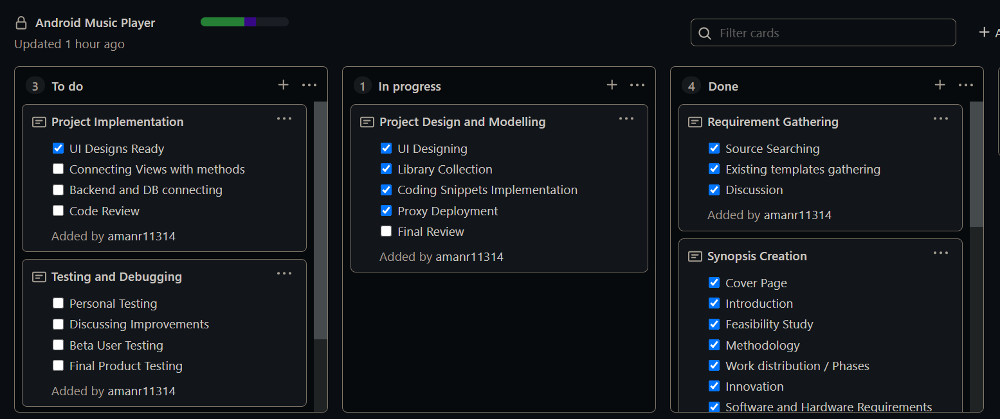 Android Music Player
Updated 1 hour ago
Filter cards
3 To do
Project Implementation
UI Designs Ready
Connecting Views with methods
Backend and DB connecting
Code Review
Added by amanr11314
Testing and Debugging
Personal Testing
Discussing Improvements
Beta User Testing
Final Product Testing
Added by amanr11314
1 In progress
Project Design and Modelling
UI Designing
Library Collection
Coding Snippets Implementation
Proxy Deployment
Final Review
Added by amanr11314
4 Done
Requirement Gathering
Source Searching
Existing templates gathering
Discussion
Added by amanr11314
Synopsis Creation
Cover Page
Introduction
Feasibility Study
Methodology
Work distribution / Phases
Innovation
Software and Hardware Requirements